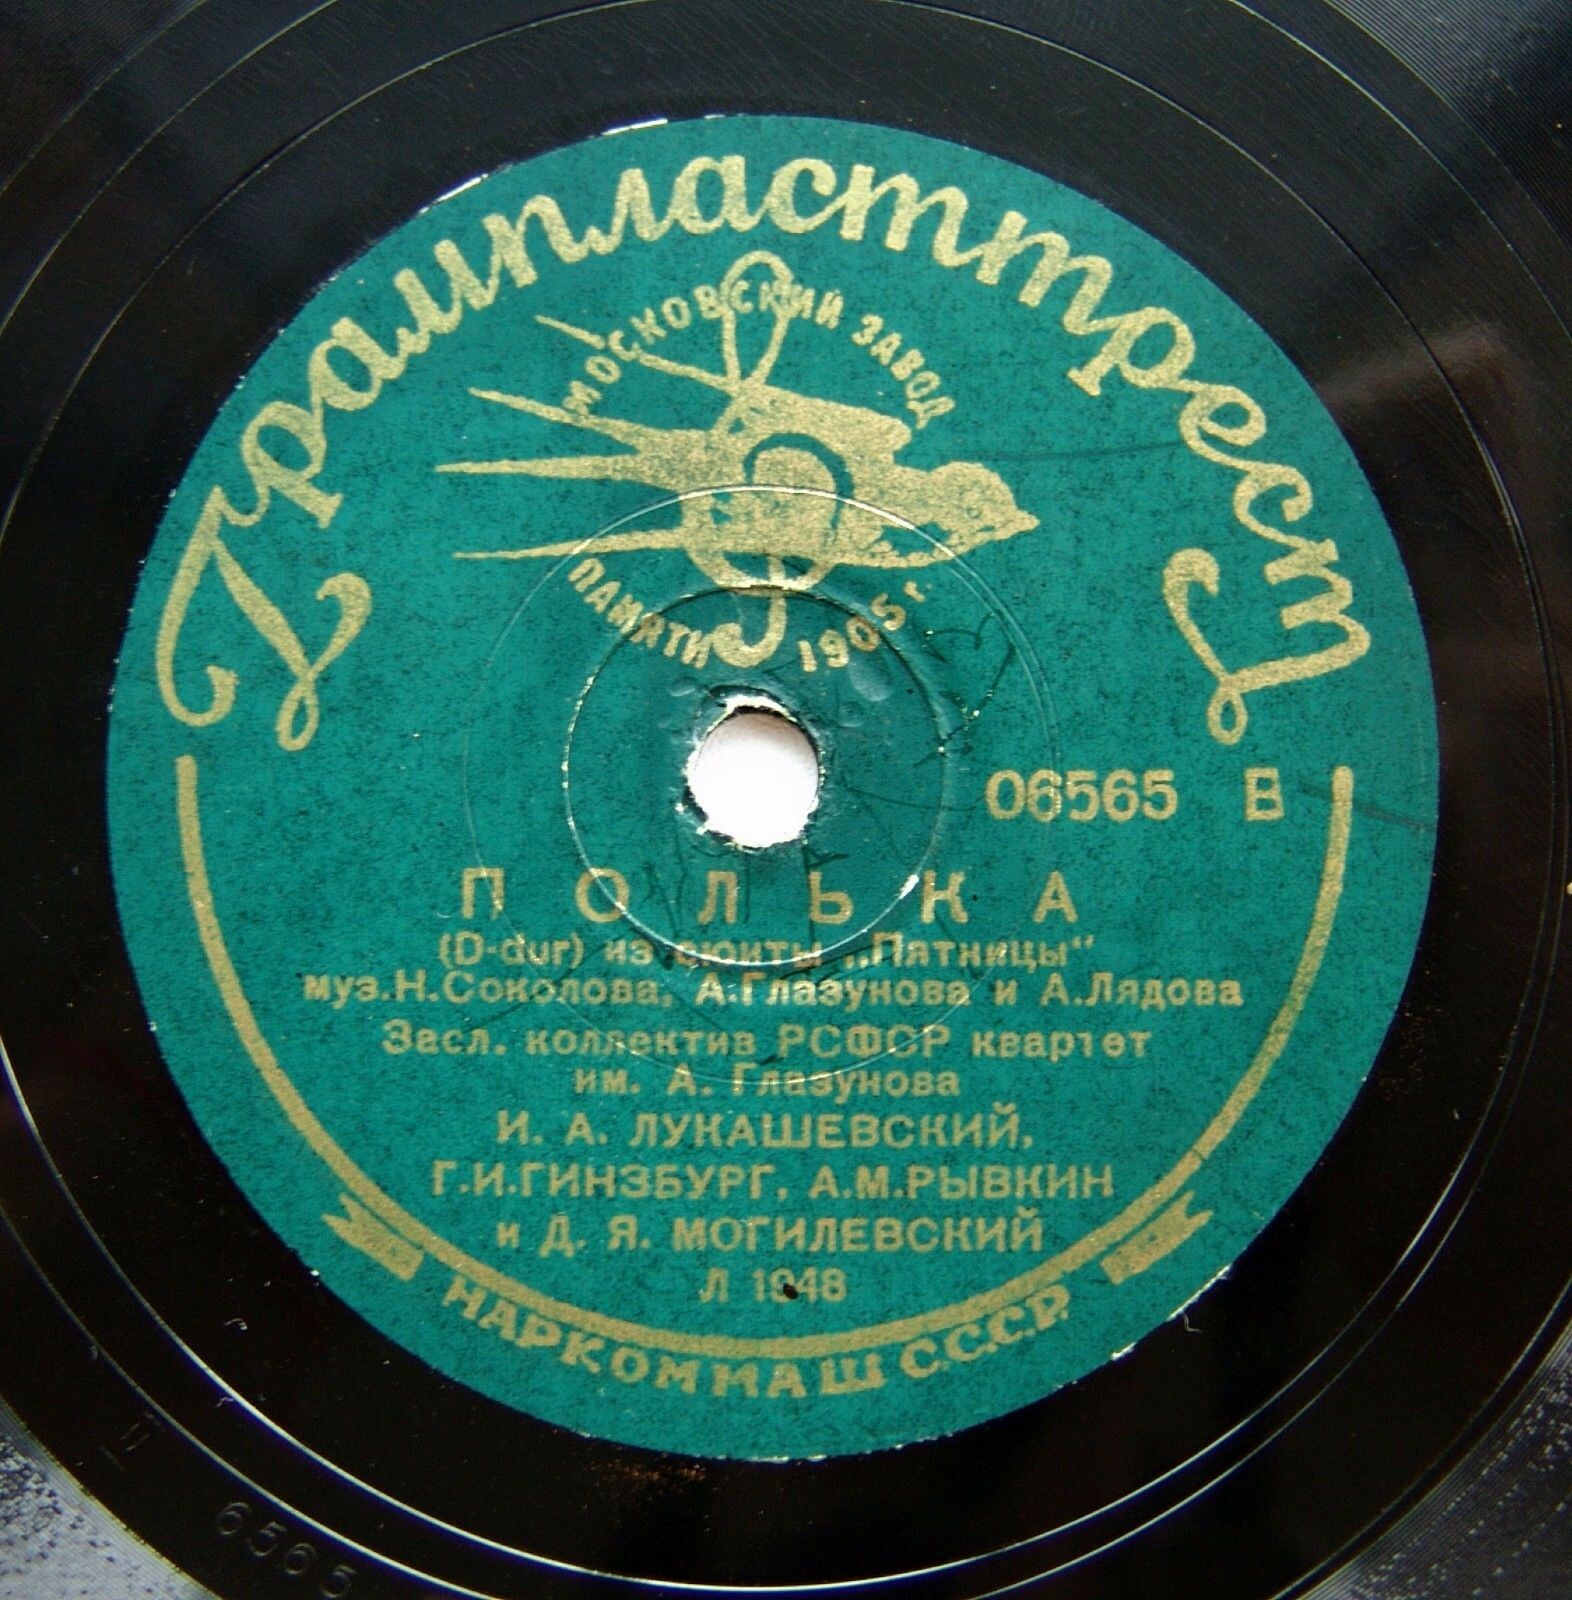 Грампласттрест
МОСКОВСКИЙ ЗАВОД
ПАМЯТИ 1905 г.
06565 В
ПОЛЬКА
(D-dur) из сюиты „Пятницы“
муз.Н.Соколова, А.Глазунова и А.Лядова
Засл. коллектив РСФСР квартет
им. А. Глазунова
И. А. ЛУКАШЕВСКИЙ,
Г.И.ГИНЗБУРГ, А.М.РЫВКИН
и Д. Я. МОГИЛЕВСКИЙ
Л 1948
НАРКОММАШ С.С.С.Р.
6565